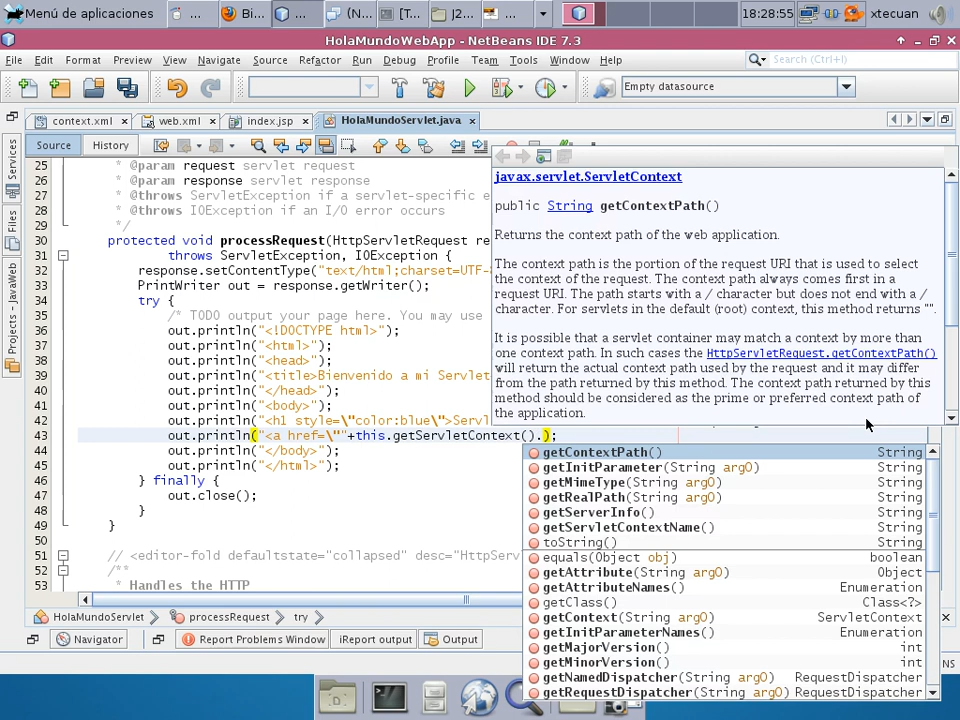 Menú de aplicaciones
...
Bi...
...
(N...
[T...
J2...
...
18:28:55
xtecuan
HolaMundoWebApp - NetBeans IDE 7.3
File Edit Format Preview View Navigate Source Refactor Run Debug Profile Team Tools Window Help
Search (Ctrl+I)
Empty datasource
context.xml
web.xml
index.jsp
HolaMundoServlet.java
Source History
Services
Files
Projects - JavaWeb
25 * @param request servlet request
26 * @param response servlet response
27 * @throws ServletException if a servlet-specific e
28 * @throws IOException if an I/O error occurs
29 */
30 protected void processRequest(HttpServletRequest re
31 throws ServletException, IOException {
32 response.setContentType("text/html;charset=UTF-8
33 PrintWriter out = response.getWriter();
34 try {
35 /* TODO output your page here. You may use
36 out.println("<!DOCTYPE html>");
37 out.println("<html>");
38 out.println("<head>");
39 out.println("<title>Bienvenido a mi Servlet
40 out.println("</head>");
41 out.println("<body>");
42 out.println("<h1 style=\"color:blue\">Servl
43 out.println("<a href=\""+this.getServletContext().);
44 out.println("</body>");
45 out.println("</html>");
46 } finally {
47 out.close();
48 }
49 }
50
51 // <editor-fold defaultstate="collapsed" desc="HttpServ
52 /**
53 * Handles the HTTP
javax.servlet.ServletContext
public String getContextPath()
Returns the context path of the web application.
The context path is the portion of the request URI that is used to select
the context of the request. The context path always comes first in a
request URI. The path starts with a / character but does not end with a /
character. For servlets in the default (root) context, this method returns "".
It is possible that a servlet container may match a context by more than
one context path. In such cases the HttpServletRequest.getContextPath()
will return the actual context path used by the request and it may differ
from the path returned by this method. The context path returned by this
method should be considered as the prime or preferred context path of
the application.
getContextPath() String
getInitParameter(String arg0) String
getMimeType(String arg0) String
getRealPath(String arg0) String
getServerInfo() String
getServletContextName() String
toString() String
equals(Object obj) boolean
getAttribute(String arg0) Object
getAttributeNames() Enumeration
getClass() Class<?>
getContext(String arg0) ServletContext
getInitParameterNames() Enumeration
getMajorVersion() int
getMinorVersion() int
getNamedDispatcher(String arg0) RequestDispatcher
getRequestDispatcher(String arg0) RequestDispatcher
HolaMundoServlet processRequest try
Navigator
Report Problems Window
iReport output
Output
NS